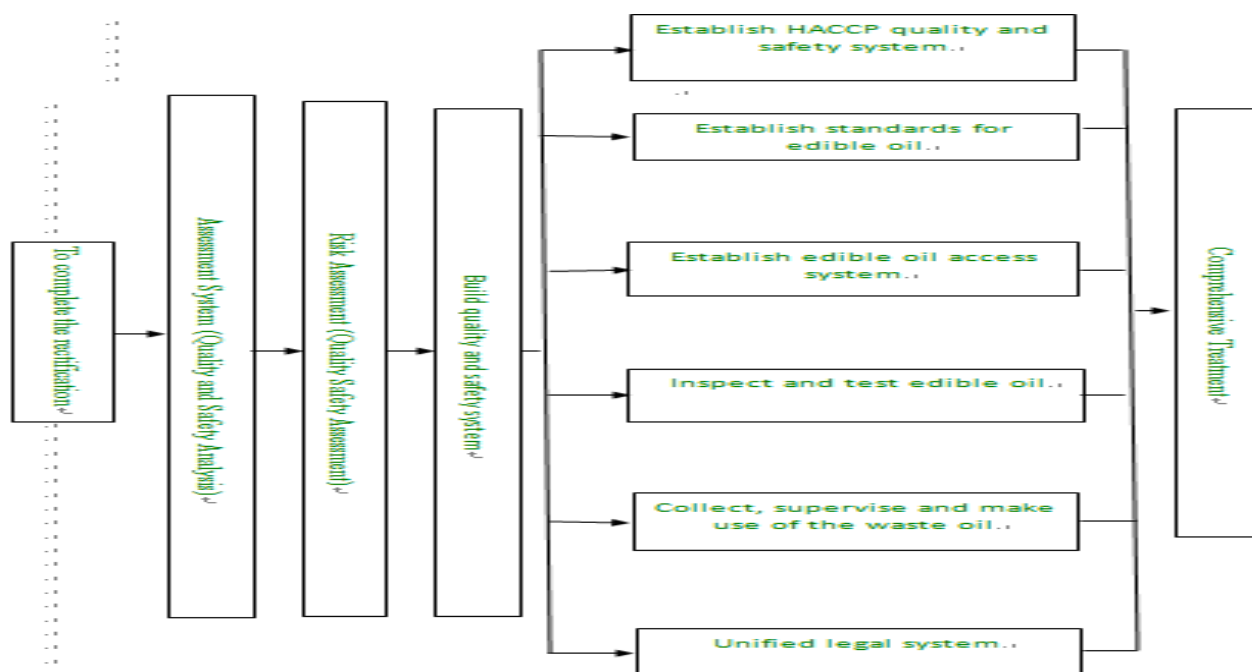 To complete the rectification
Assessment System (Quality and Safety Analysis)
Risk Assessment (Quality Safety Assessment)
Build quality and safety system
Establish HACCP quality and
safety system.
Establish standards for
edible oil.
Establish edible oil access
system.
Inspect and test edible oil.
Collect, supervise and make
use of the waste oil.
Unified legal system.
Comprehensive Treatment